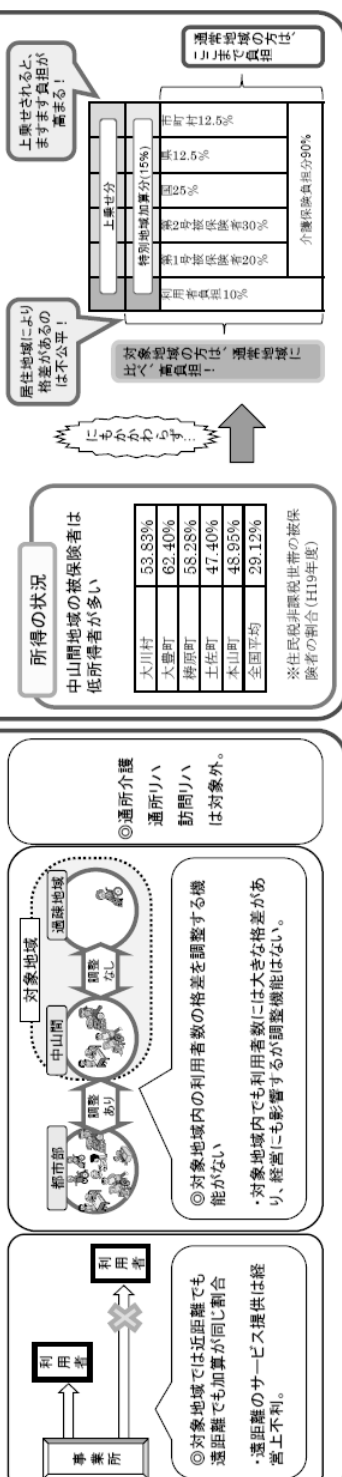 事業所
利用者
利用者
◎対象地域では近距離でも
遠距離でも加算が同じ割合
・遠距離のサービス提供は経
営上不利。
対象地域
都市部
調整
あり
中山間
調整
なし
過疎地域
◎対象地域内の利用者数の格差を調整する機
能がない
・対象地域内でも利用者数には大きな格差があ
り、経営にも影響するが調整機能はない。
◎通所介護
通所リハ
訪問リハ
は対象外。
所得の状況
中山間地域の被保険者は
低所得者が多い
大川村 53.83%
大豊町 62.40%
梼原町 58.28%
土佐町 47.40%
本山町 48.95%
全国平均 29.12%
※住民税非課税世帯の被保
険者の割合(H19年度)
にもかかわらず…
居住地域により
格差があるの
は不公平！
上乗せされると、
ますます負担が
高まる！
対象地域の方は、通常地域に
比べ、高負担！
上乗せ分
特別地域加算分(15%)
利用者負担10%
第1号被保険者20%
第2号被保険者30%
国25%
県12.5%
市町村12.5%
介護保険負担分90%
通常地域の方は、
ここまで負担